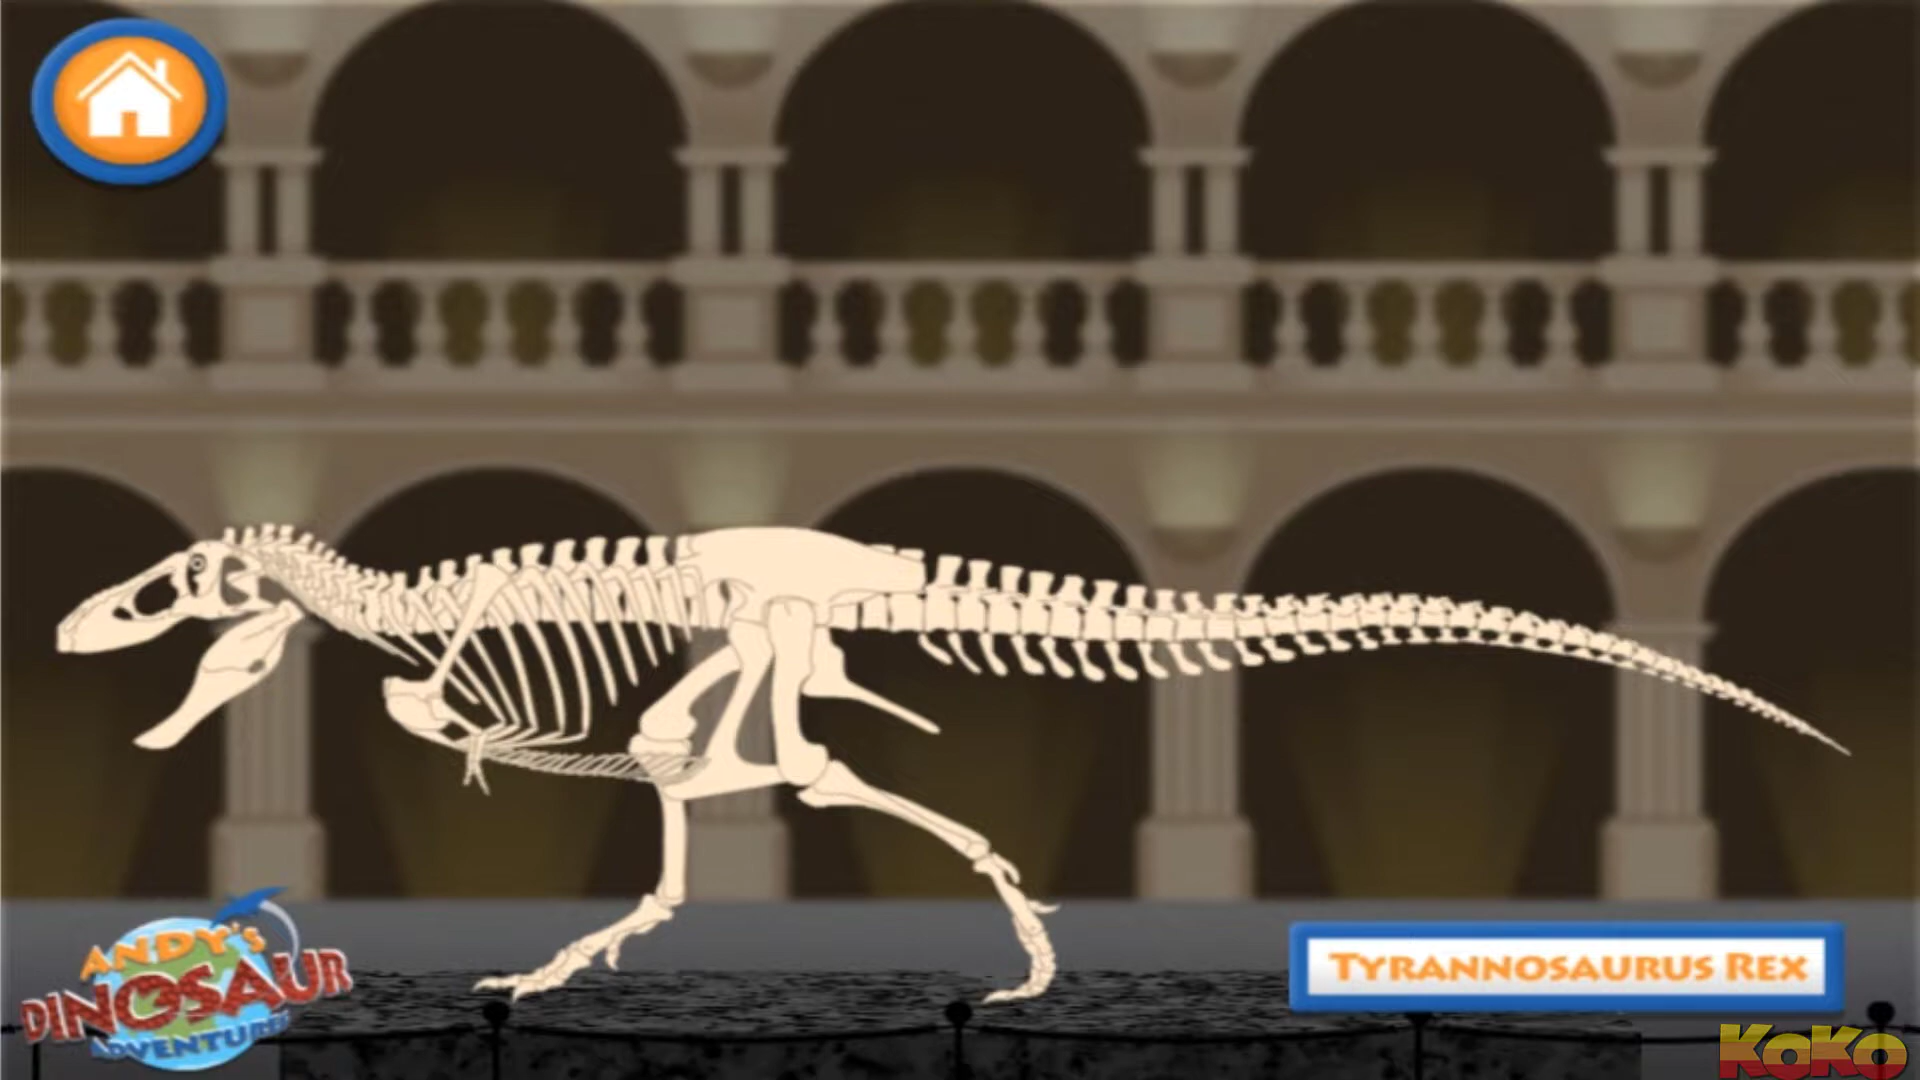 ANDY'S
DINOSAUR
ADVENTURES
TYRANNOSAURUS REX
KoKo